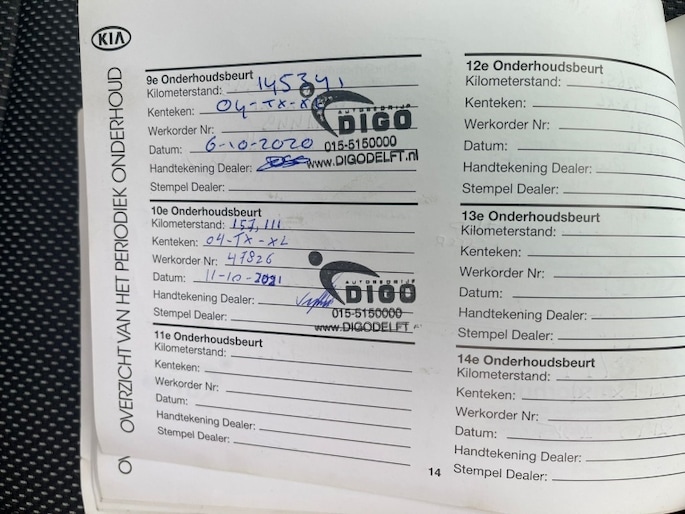 KIA
OVERZICHT VAN HET PERIODIEK ONDERHOUD
9e Onderhoudsbeurt
Kilometerstand: 145341
Kenteken: 04-TX-XL
Werkorder Nr:
Datum: 6-10-2020
Handtekening Dealer:
Stempel Dealer:
AUTOBEDRIJF
DIGO
015-5150000
www.DIGODELFT.nl
10e Onderhoudsbeurt
Kilometerstand: 157,111
Kenteken: 04-TX-XL
Werkorder Nr: 47826
Datum: 11-10-2021
Handtekening Dealer:
Stempel Dealer:
AUTOBEDRIJF
DIGO
015-5150000
www.DIGODELFT
11e Onderhoudsbeurt
Kilometerstand:
Kenteken:
Werkorder Nr:
Datum:
Handtekening Dealer:
Stempel Dealer:
12e Onderhoudsbeurt
Kilometerstand:
Kenteken:
Werkorder Nr:
Datum:
Handtekening Dealer:
Stempel Dealer:
13e Onderhoudsbeurt
Kilometerstand:
Kenteken:
Werkorder Nr:
Datum:
Handtekening Dealer:
Stempel Dealer:
14e Onderhoudsbeurt
Kilometerstand:
Kenteken:
Werkorder Nr:
Datum:
Handtekening Dealer:
Stempel Dealer:
14